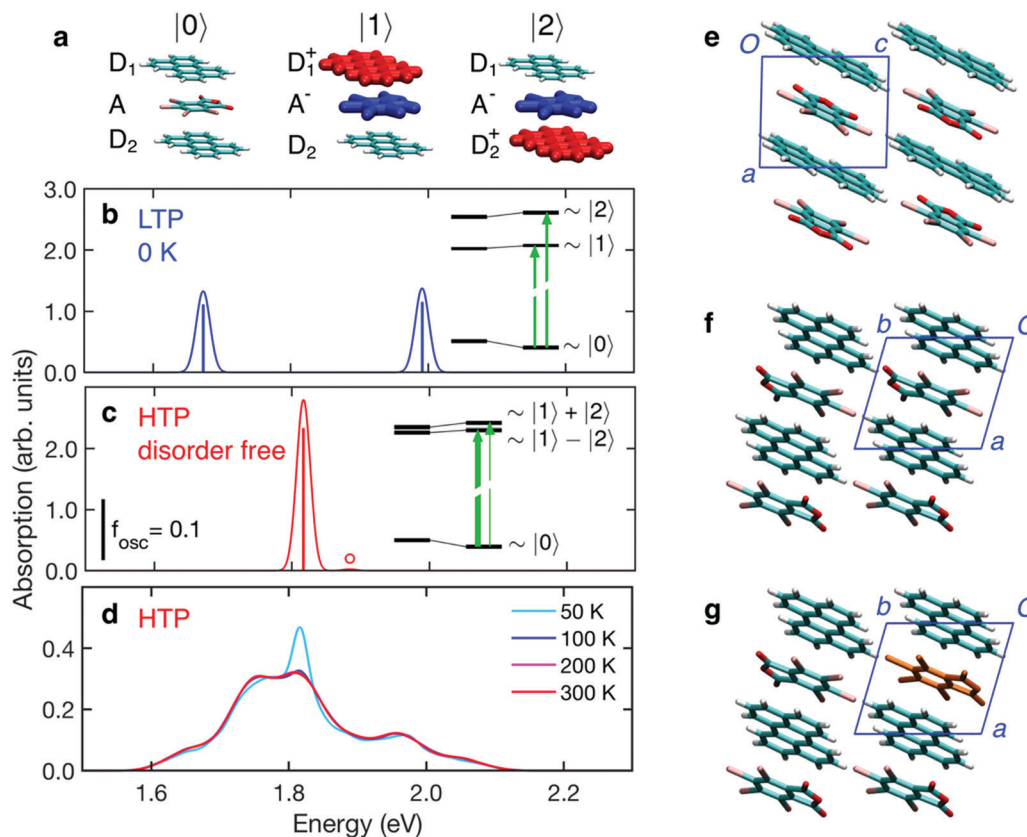 a
|0⟩ |1⟩ |2⟩
D₁ D₁⁺ D₁
A A⁻ A⁻
D₂ D₂ D₂⁺
Absorption (arb. units)
b
LTP
0 K
3.0
2.0
1.0
0.0
~ |2⟩
~ |1⟩
~ |0⟩
c
HTP
disorder free
f_osc = 0.1
2.0
1.0
0.0
~ |1⟩ + |2⟩
~ |1⟩ − |2⟩
~ |0⟩
d
HTP
50 K
100 K
200 K
300 K
0.4
0.2
0.0
1.6 1.8 2.0 2.2
Energy (eV)
e
O c
a
f
b C
a
g
b C
a